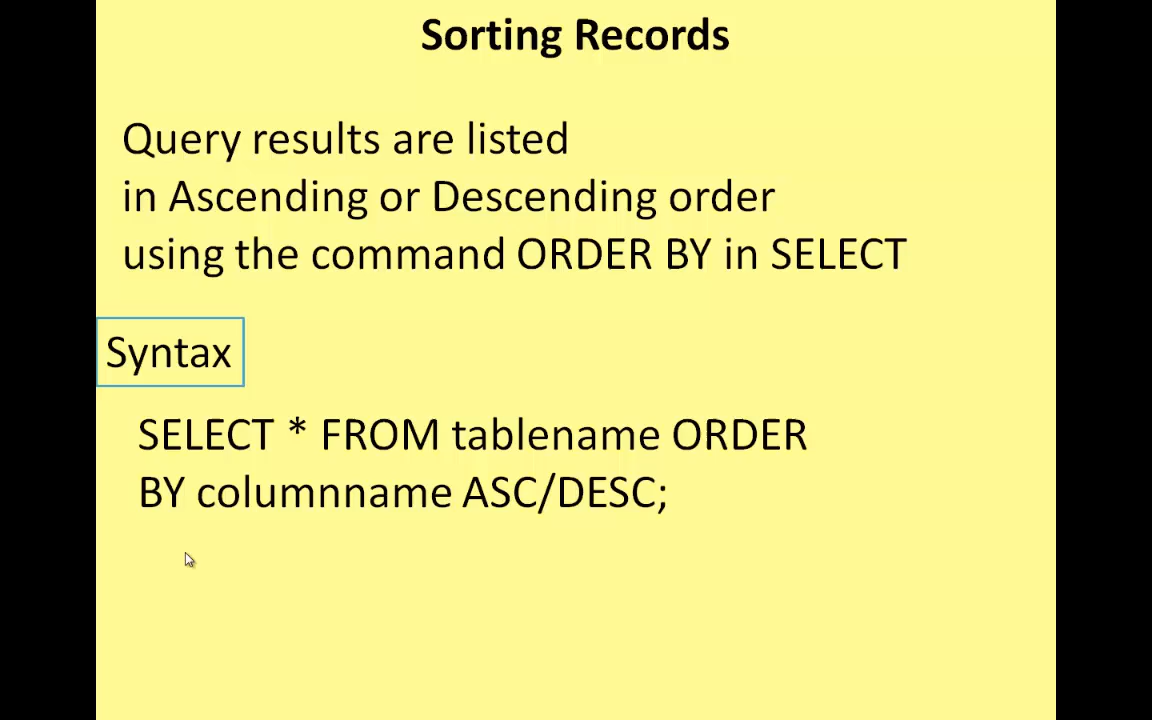 Sorting Records
Query results are listed
in Ascending or Descending order
using the command ORDER BY in SELECT
Syntax
SELECT * FROM tablename ORDER
BY columnname ASC/DESC;